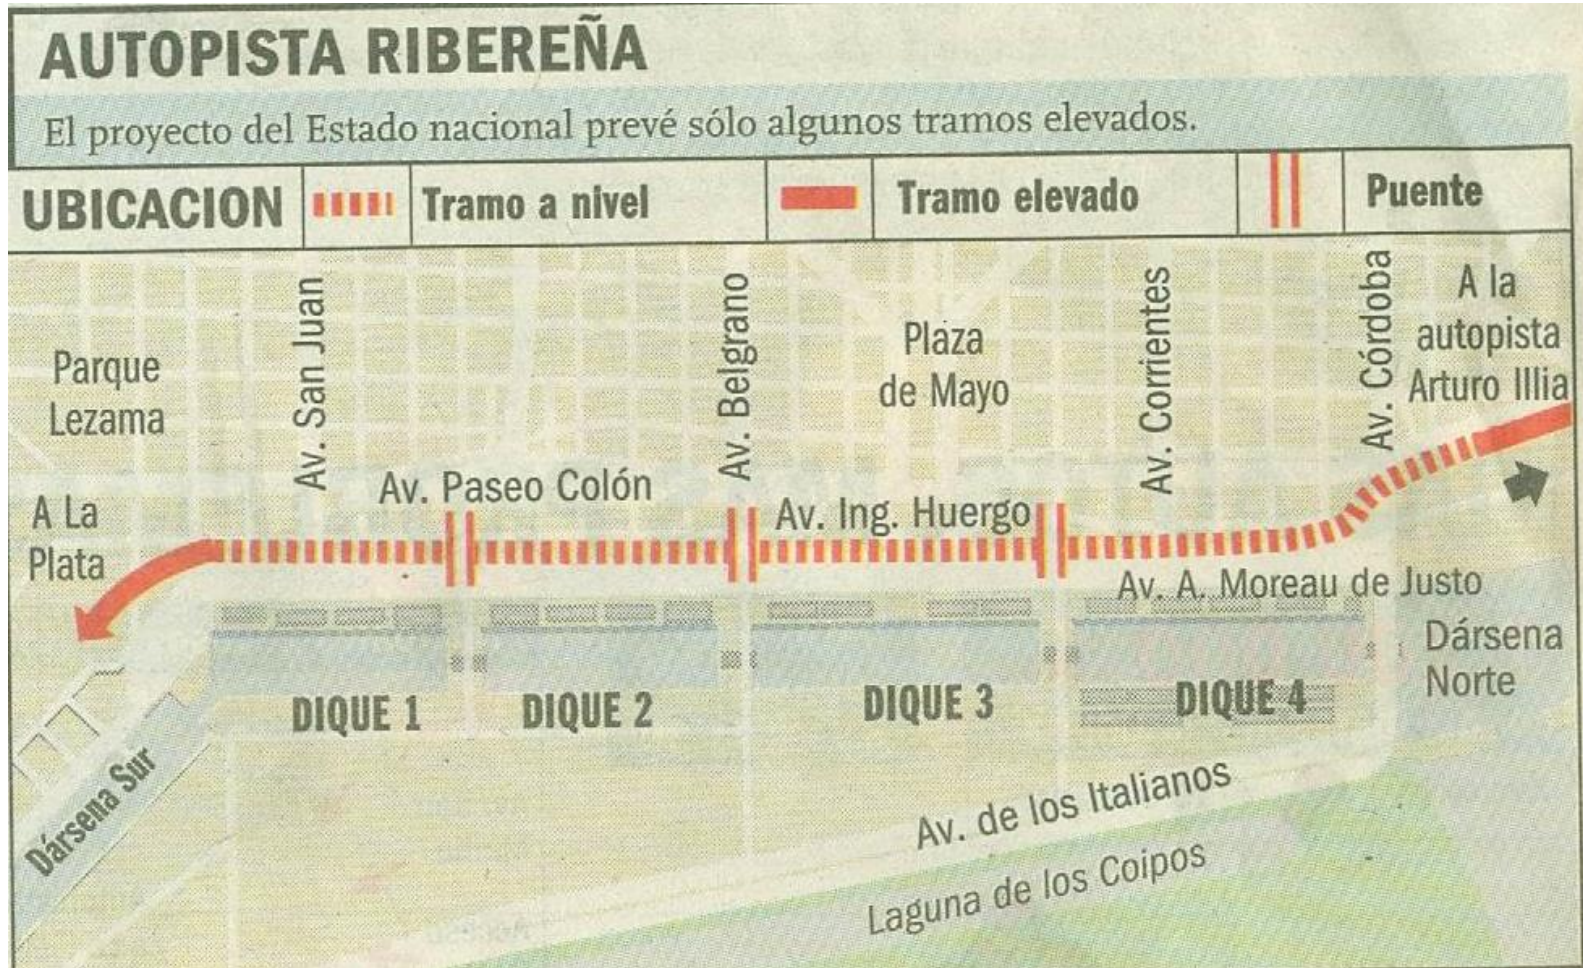 AUTOPISTA RIBEREÑA
El proyecto del Estado nacional prevé sólo algunos tramos elevados.
UBICACION
Tramo a nivel
Tramo elevado
Puente
Parque
Lezama
Av. San Juan
Av. Belgrano
Plaza
de Mayo
Av. Corrientes
Av. Córdoba
A la
autopista
Arturo Illia
A La
Plata
Av. Paseo Colón
Av. Ing. Huergo
Av. A. Moreau de Justo
Dársena
Norte
DIQUE 1
DIQUE 2
DIQUE 3
DIQUE 4
Dársena Sur
Av. de los Italianos
Laguna de los Coipos